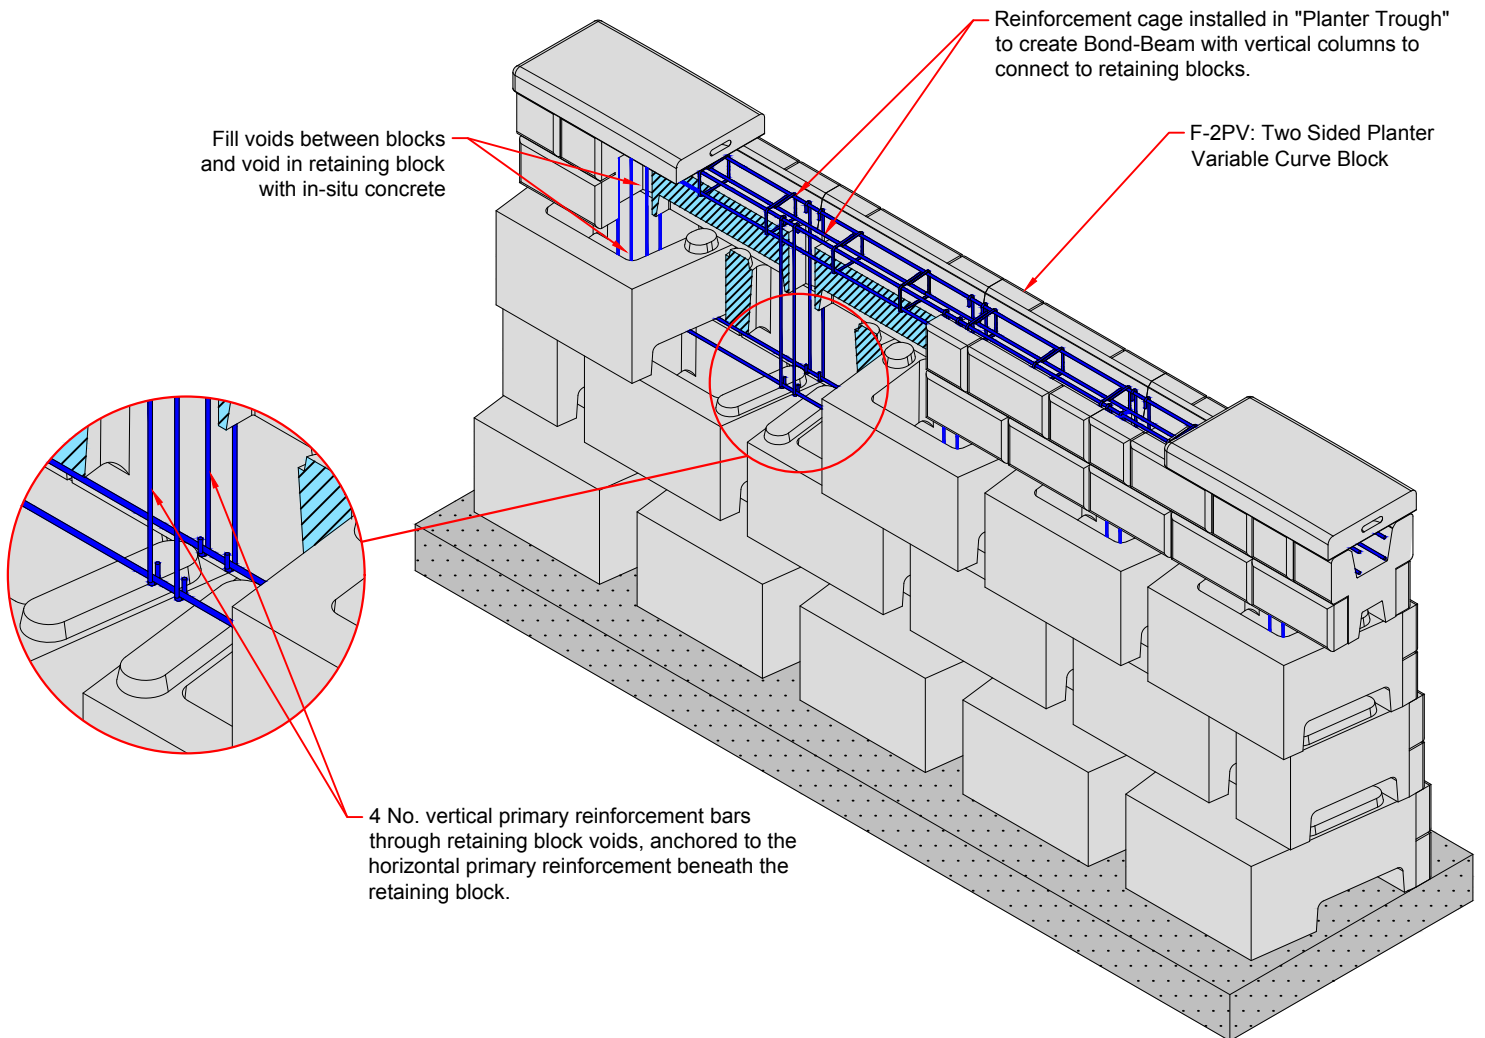 Reinforcement cage installed in "Planter Trough"
to create Bond-Beam with vertical columns to
connect to retaining blocks.
Fill voids between blocks
and void in retaining block
with in-situ concrete
F-2PV: Two Sided Planter
Variable Curve Block
4 No. vertical primary reinforcement bars
through retaining block voids, anchored to the
horizontal primary reinforcement beneath the
retaining block.